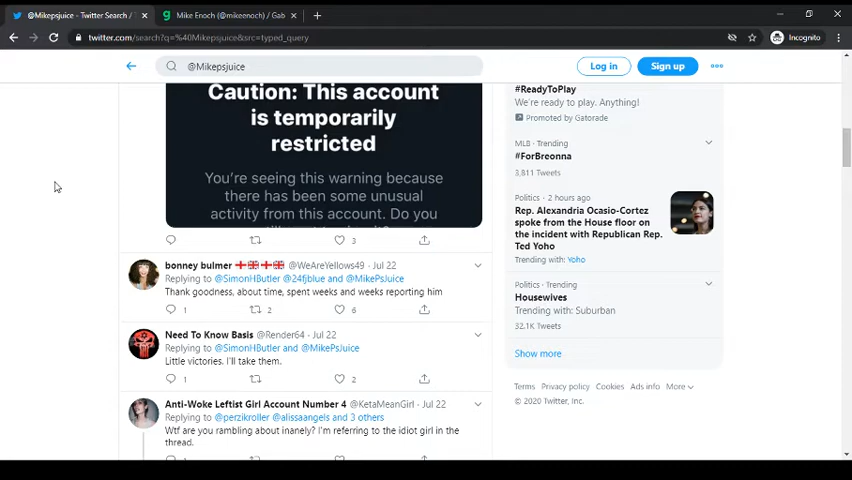 @Mikepsjuice - Twitter Search / T
Mike Enoch (@mikeenoch) / Gab
twitter.com/search?q=%40Mikepsjuice&src=typed_query
Incognito
@Mikepsjuice
Log in
Sign up
Caution: This account
is temporarily
restricted
You're seeing this warning because
there has been some unusual
activity from this account. Do you
3
bonney bulmer @WeAreYellows49 · Jul 22
Replying to @SimonHButler @24fjblue and @MikePsJuice
Thank goodness, about time, spent weeks and weeks reporting him
1
2
6
Need To Know Basis @Render64 · Jul 22
Replying to @SimonHButler and @MikePsJuice
Little victories. I'll take them.
1
2
Anti-Woke Leftist Girl Account Number 4 @KetaMeanGirl · Jul 22
Replying to @perzikroller @alissaangels and 3 others
Wtf are you rambling about inanely? I'm referring to the idiot girl in the
thread.
#ReadyToPlay
We're ready to play. Anything!
Promoted by Gatorade
MLB · Trending
#ForBreonna
3,811 Tweets
Politics · 2 hours ago
Rep. Alexandria Ocasio-Cortez
spoke from the House floor on
the incident with Republican Rep.
Ted Yoho
Trending with: Yoho
Politics · Trending
Housewives
Trending with: Suburban
32.1K Tweets
Show more
Terms Privacy policy Cookies Ads info More
© 2020 Twitter, Inc.